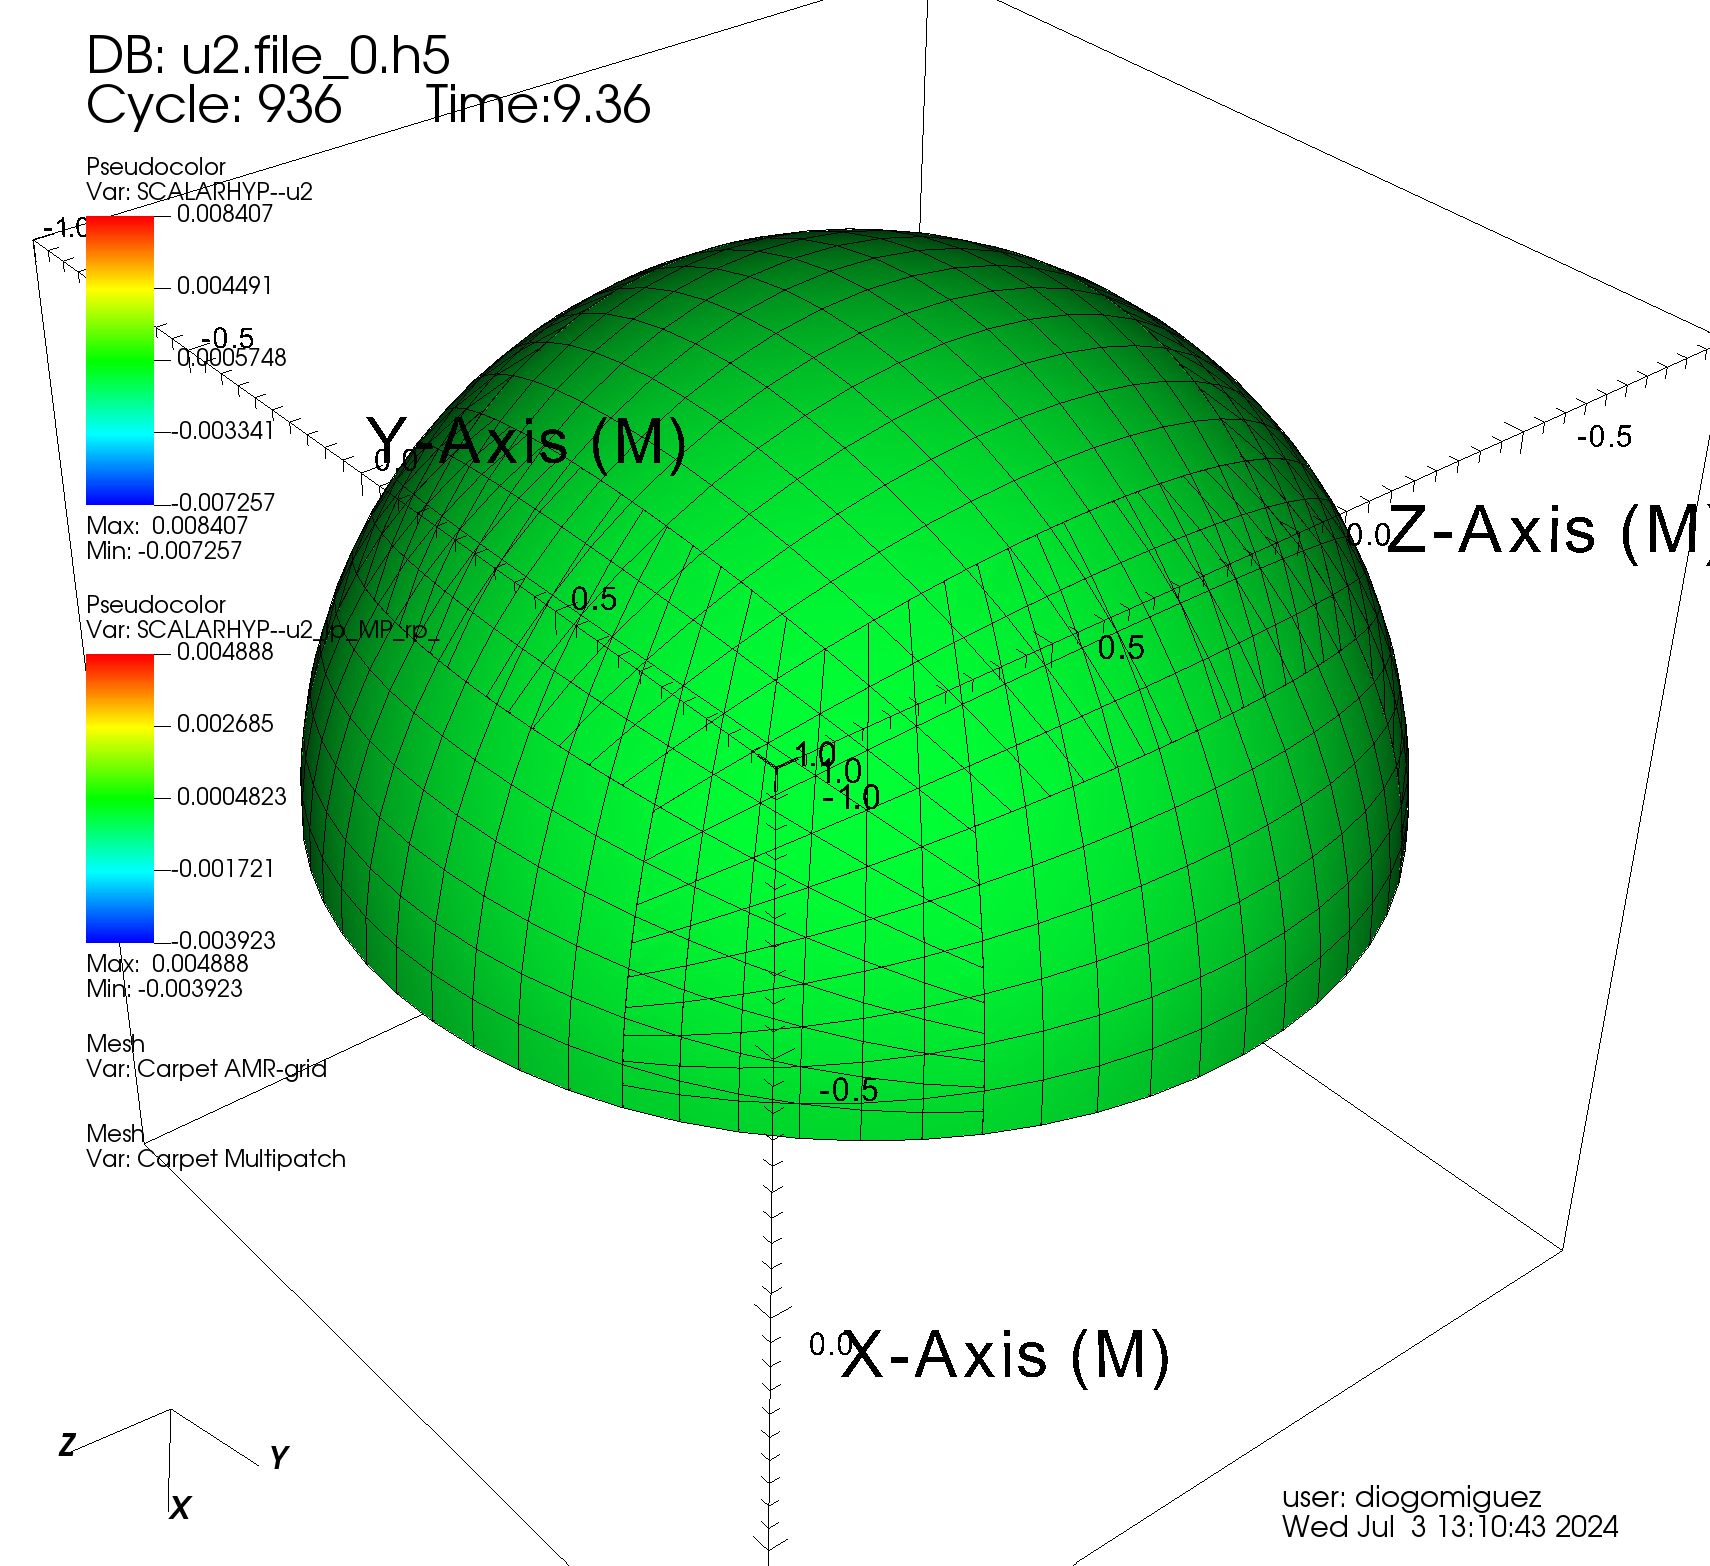 DB: u2.file_0.h5
Cycle: 936 Time:9.36
Pseudocolor
Var: SCALARHYP--u2
0.008407
0.004491
0.0005748
-0.003341
-0.007257
Max: 0.008407
Min: -0.007257
Pseudocolor
0.004888
0.002685
0.0004823
-0.001721
-0.003923
Max: 0.004888
Min: -0.003923
Mesh
Var: Carpet AMR-grid
Mesh
Var: Carpet Multipatch
-1.0
-0.5
Y-Axis (M)
0.0
0.5
-0.5
Z-Axis (M)
0.0
0.5
1.0
1.0
-1.0
-0.5
0.0
X-Axis (M)
Z
Y
X
user: diogomiguez
Wed Jul 3 13:10:43 2024